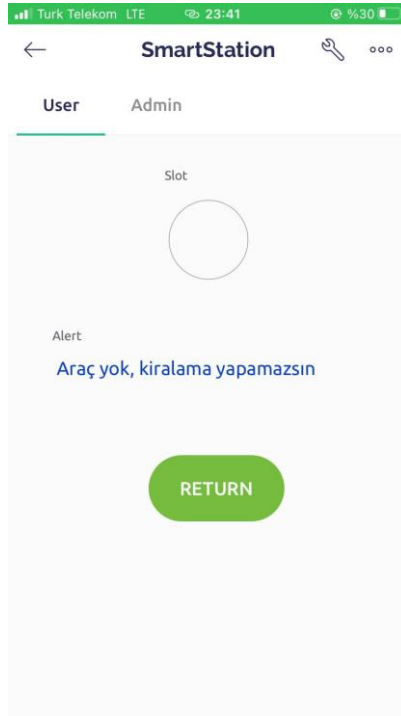 Turk Telekom LTE 23:41 %30
SmartStation
User Admin
Slot
Alert
Araç yok, kiralama yapamazsın
RETURN